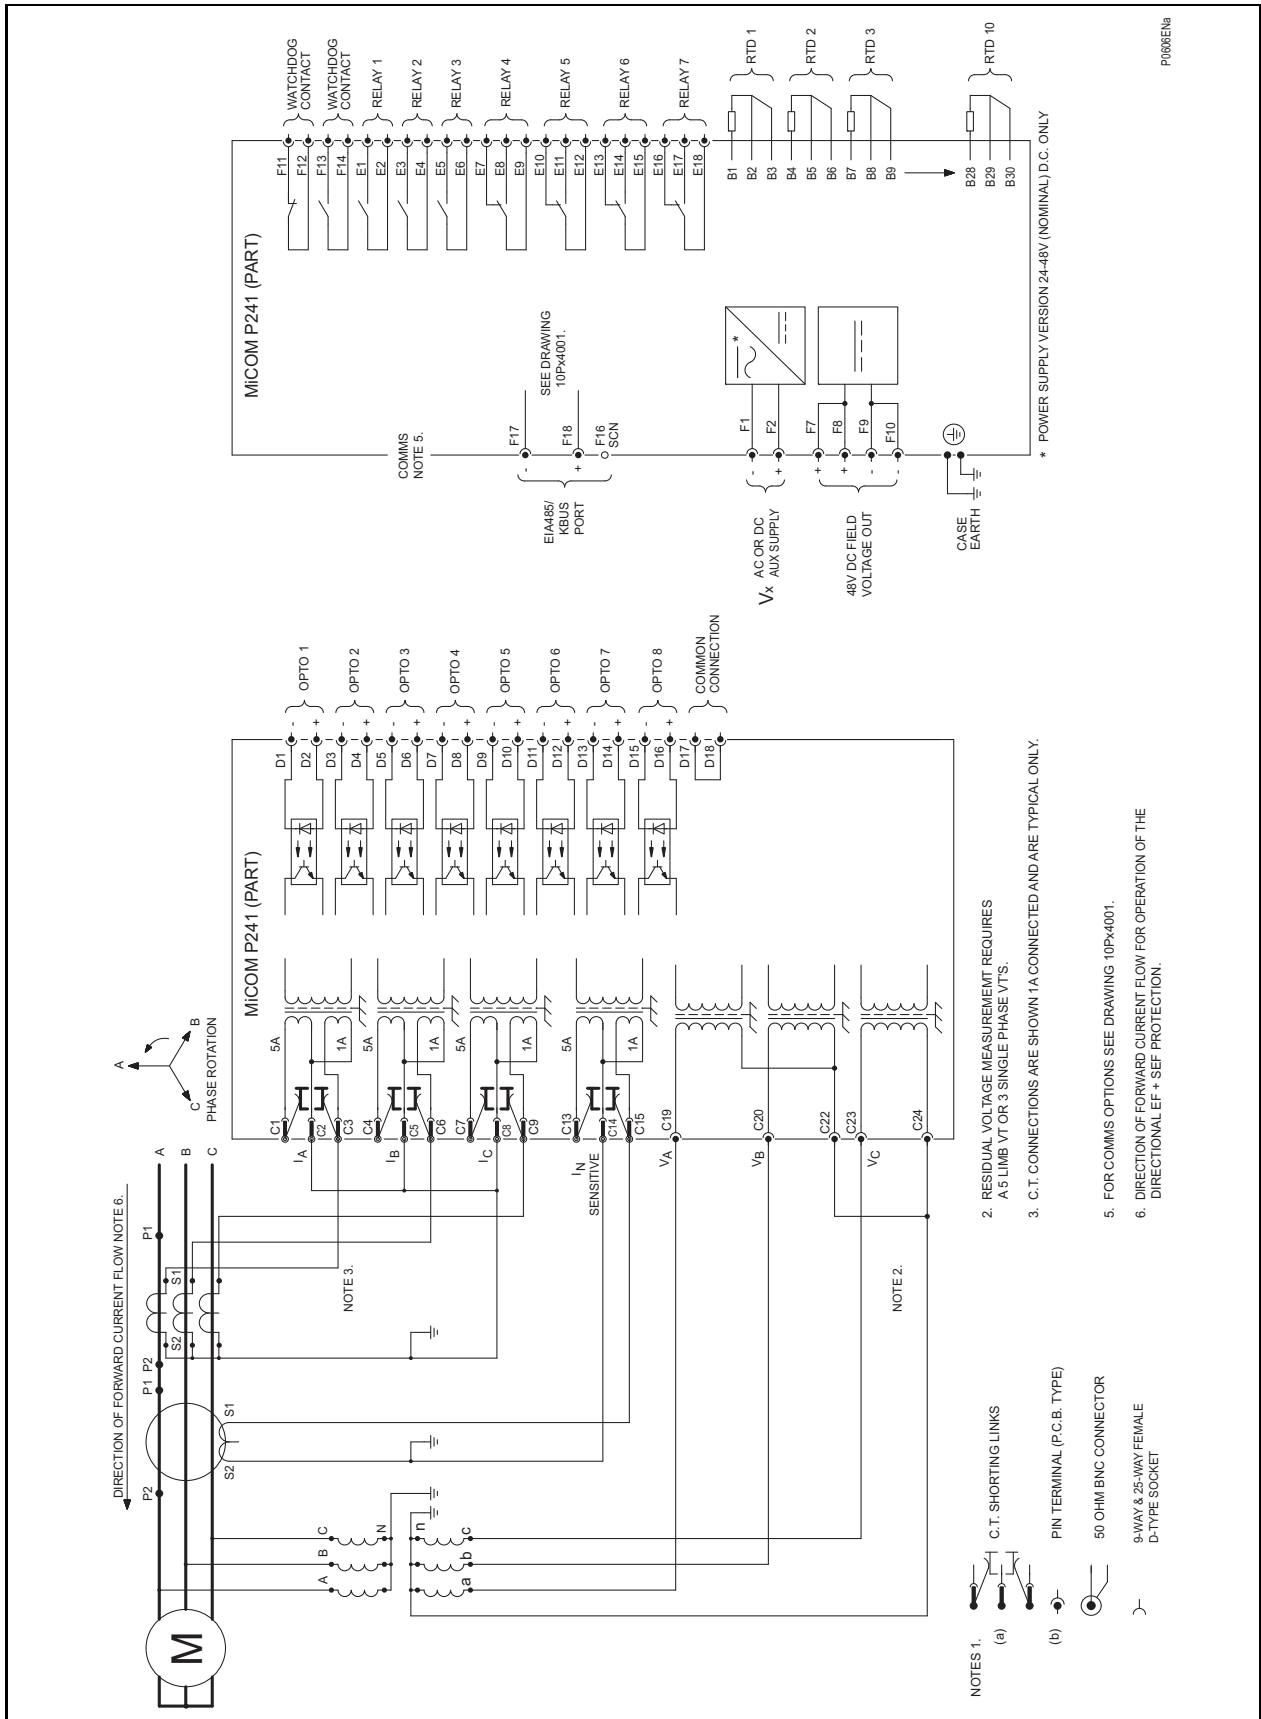 DIRECTION OF FORWARD CURRENT FLOW NOTE 6.
P2
P1
P2
P1
A
B
C
S2
S1
S2
S1
M
A
B
C
N
n
a
b
c
A
B
C
PHASE ROTATION
NOTE 3.
NOTE 2.
MiCOM P241 (PART)
C1
C2
C3
C4
C5
C6
C7
C8
C9
C13
C14
C15
C19
C20
C22
C23
C24
IA
IB
IC
IN
SENSITIVE
VA
VB
VC
5A
1A
5A
1A
5A
1A
5A
1A
D1 -
D2 +
OPTO 1
D3 -
D4 +
OPTO 2
D5 -
D6 +
OPTO 3
D7 -
D8 +
OPTO 4
D9 -
D10 +
OPTO 5
D11 -
D12 +
OPTO 6
D13 -
D14 +
OPTO 7
D15 -
D16 +
OPTO 8
D17
D18
COMMON
CONNECTION
MiCOM P241 (PART)
COMMS
NOTE 5.
EIA485/
KBUS
PORT
- F17
+ F18
F16
SCN
SEE DRAWING
10Px4001.
Vx AC OR DC
AUX SUPPLY
- F1
+ F2
*
48V DC FIELD
VOLTAGE OUT
+ F7
+ F8
- F9
- F10
CASE
EARTH
F11
F12
WATCHDOG
CONTACT
F13
F14
WATCHDOG
CONTACT
E1
E2
RELAY 1
E3
E4
RELAY 2
E5
E6
RELAY 3
E7
E8
E9
RELAY 4
E10
E11
E12
RELAY 5
E13
E14
E15
RELAY 6
E16
E17
E18
RELAY 7
B1
B2
B3
RTD 1
B4
B5
B6
RTD 2
B7
B8
B9
RTD 3
B28
B29
B30
RTD 10
* POWER SUPPLY VERSION 24-48V (NOMINAL) D.C. ONLY
NOTES 1.
(a)
C.T. SHORTING LINKS
(b)
PIN TERMINAL (P.C.B. TYPE)
50 OHM BNC CONNECTOR
9-WAY & 25-WAY FEMALE
D-TYPE SOCKET
2. RESIDUAL VOLTAGE MEASUREMEMT REQUIRES
A 5 LIMB VT OR 3 SINGLE PHASE VT'S.
3. C.T. CONNECTIONS ARE SHOWN 1A CONNECTED AND ARE TYPICAL ONLY.
5. FOR COMMS OPTIONS SEE DRAWING 10Px4001.
6. DIRECTION OF FORWARD CURRENT FLOW FOR OPERATION OF THE
DIRECTIONAL EF + SEF PROTECTION.
P0606ENa